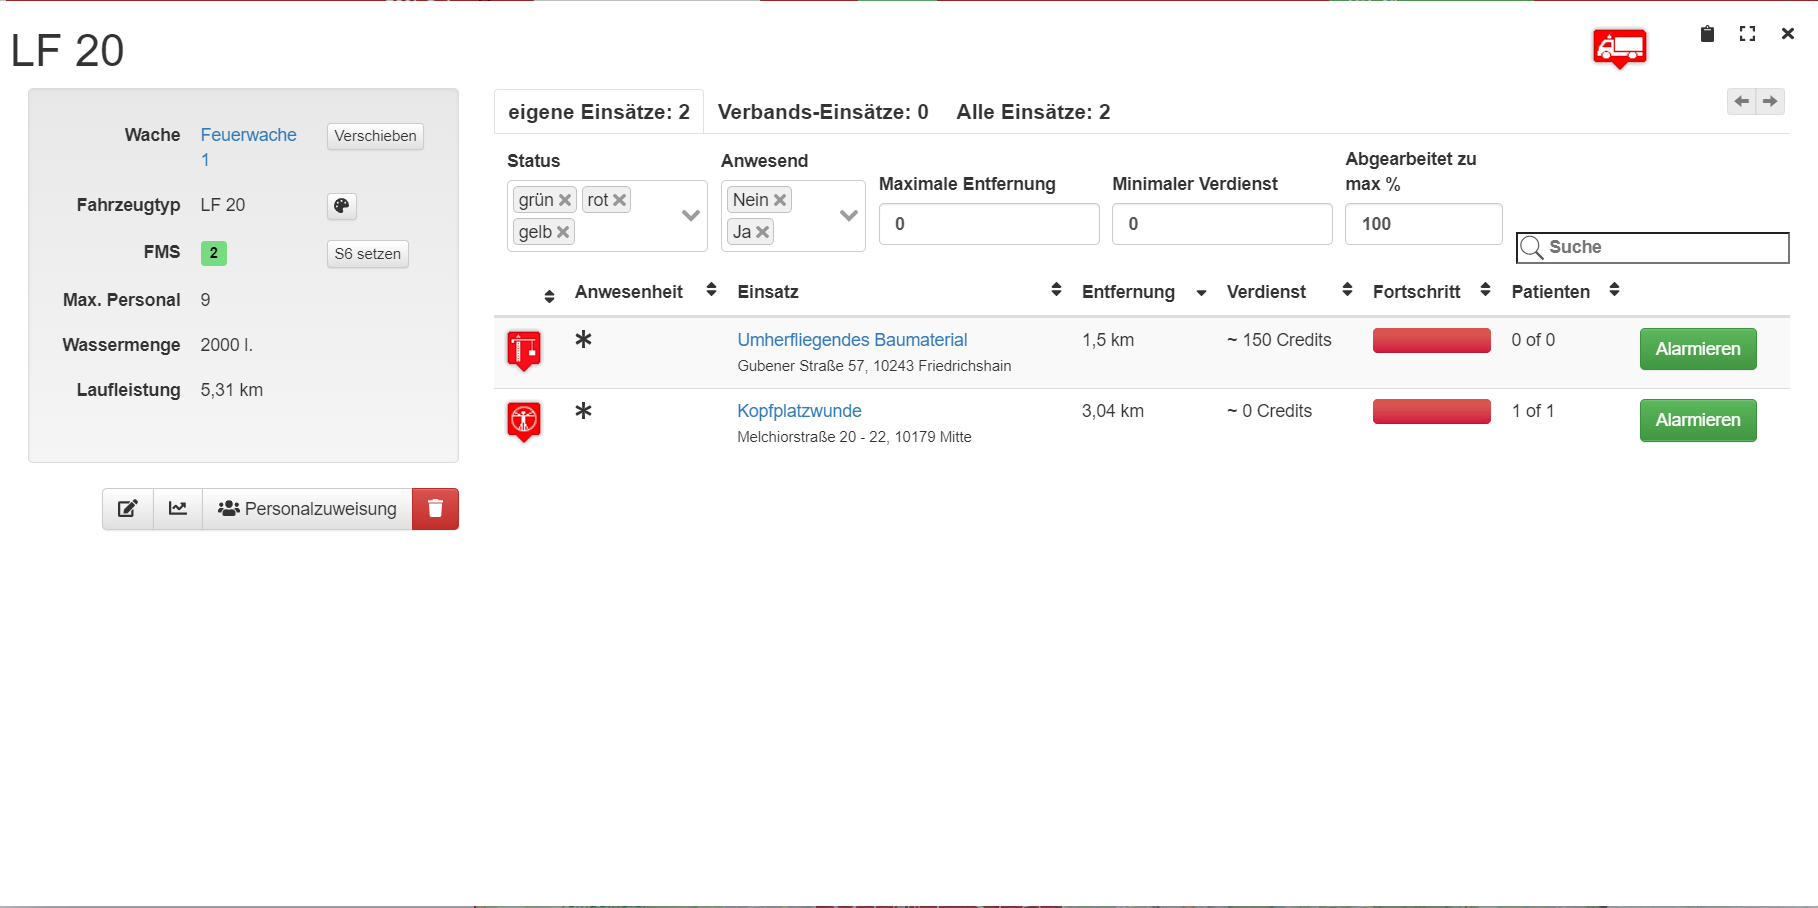 LF 20
Wache Feuerwache 1 Verschieben
Fahrzeugtyp LF 20
FMS 2 S6 setzen
Max. Personal 9
Wassermenge 2000 l.
Laufleistung 5,31 km
Personalzuweisung
eigene Einsätze: 2 Verbands-Einsätze: 0 Alle Einsätze: 2
Status
grün rot
gelb
Anwesend
Nein
Ja
Maximale Entfernung
0
Minimaler Verdienst
0
Abgearbeitet zu
max %
100
Suche
Anwesenheit Einsatz Entfernung Verdienst Fortschritt Patienten
Umherfliegendes Baumaterial 1,5 km ~ 150 Credits 0 of 0 Alarmieren
Gubener Straße 57, 10243 Friedrichshain
Kopfplatzwunde 3,04 km ~ 0 Credits 1 of 1 Alarmieren
Melchiorstraße 20 - 22, 10179 Mitte